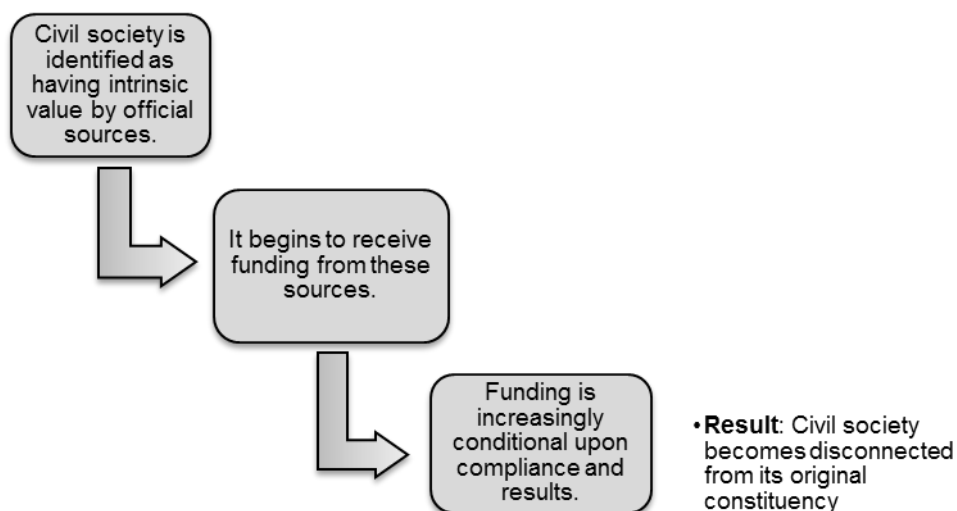 Civil society is
identified as
having intrinsic
value by official
sources.
It begins to receive
funding from these
sources.
Funding is
increasingly
conditional upon
compliance and
results.
•Result: Civil society
becomes disconnected
from its original
constituency